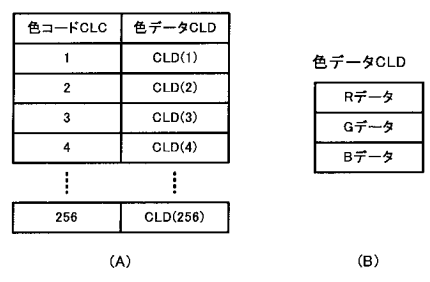 色コードCLC 色データCLD
1 CLD(1)
2 CLD(2)
3 CLD(3)
4 CLD(4)
256 CLD(256)
(A)
色データCLD
Rデータ
Gデータ
Bデータ
(B)